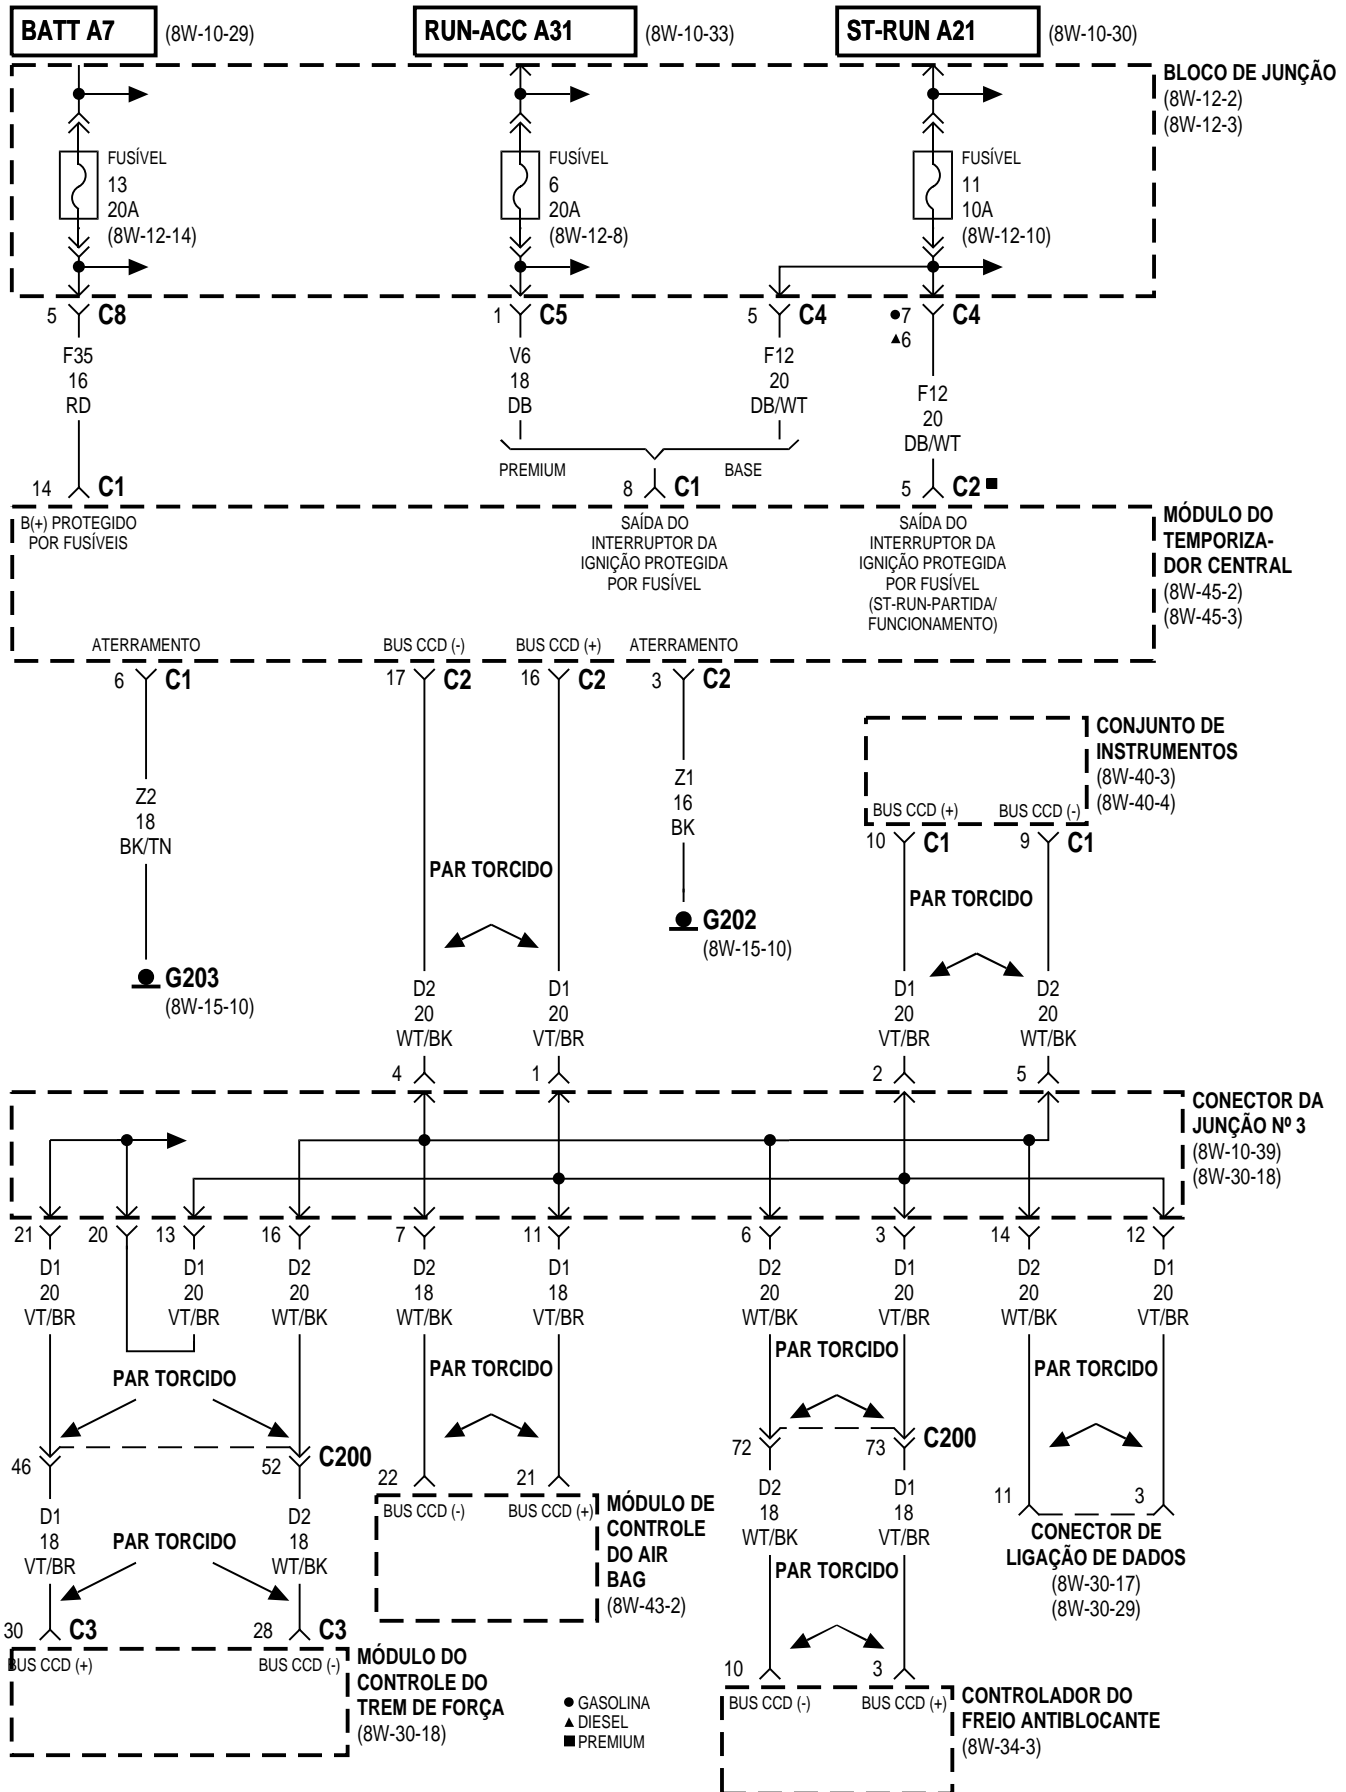 BATT A7
(8W-10-29)
RUN-ACC A31
(8W-10-33)
ST-RUN A21
(8W-10-30)
BLOCO DE JUNÇÃO
(8W-12-2)
(8W-12-3)
FUSÍVEL
13
20A
(8W-12-14)
FUSÍVEL
6
20A
(8W-12-8)
FUSÍVEL
11
10A
(8W-12-10)
5 C8
1 C5
5 C4
●7 C4
▲6
F35
16
RD
V6
18
DB
F12
20
DB/WT
F12
20
DB/WT
PREMIUM
BASE
14 C1
8 C1
5 C2 ■
B(+) PROTEGIDO
POR FUSÍVEIS
SAÍDA DO
INTERRUPTOR DA
IGNIÇÃO PROTEGIDA
POR FUSÍVEL
SAÍDA DO
INTERRUPTOR DA
IGNIÇÃO PROTEGIDA
POR FUSÍVEL
(ST-RUN-PARTIDA/
FUNCIONAMENTO)
MÓDULO DO
TEMPORIZA-
DOR CENTRAL
(8W-45-2)
(8W-45-3)
ATERRAMENTO
BUS CCD (-)
BUS CCD (+)
ATERRAMENTO
6 C1
17 C2
16 C2
3 C2
CONJUNTO DE
INSTRUMENTOS
(8W-40-3)
(8W-40-4)
BUS CCD (+)
BUS CCD (-)
10 C1
9 C1
Z2
18
BK/TN
Z1
16
BK
PAR TORCIDO
PAR TORCIDO
G203
(8W-15-10)
G202
(8W-15-10)
D2
20
WT/BK
D1
20
VT/BR
D1
20
VT/BR
D2
20
WT/BK
4
1
2
5
CONECTOR DA
JUNÇÃO Nº 3
(8W-10-39)
(8W-30-18)
21
20
13
16
7
11
6
3
14
12
D1
20
VT/BR
D1
20
VT/BR
D2
20
WT/BK
D2
18
WT/BK
D1
18
VT/BR
D2
20
WT/BK
D1
20
VT/BR
D2
20
WT/BK
D1
20
VT/BR
PAR TORCIDO
PAR TORCIDO
PAR TORCIDO
PAR TORCIDO
46
52 C200
72
73 C200
D1
18
VT/BR
D2
18
WT/BK
PAR TORCIDO
22
21
BUS CCD (-)
BUS CCD (+)
MÓDULO DE
CONTROLE
DO AIR
BAG
(8W-43-2)
D2
18
WT/BK
D1
18
VT/BR
PAR TORCIDO
11
3
CONECTOR DE
LIGAÇÃO DE DADOS
(8W-30-17)
(8W-30-29)
30 C3
28 C3
BUS CCD (+)
BUS CCD (-)
MÓDULO DO
CONTROLE DO
TREM DE FORÇA
(8W-30-18)
10
3
BUS CCD (-)
BUS CCD (+)
CONTROLADOR DO
FREIO ANTIBLOCANTE
(8W-34-3)
● GASOLINA
▲ DIESEL
■ PREMIUM